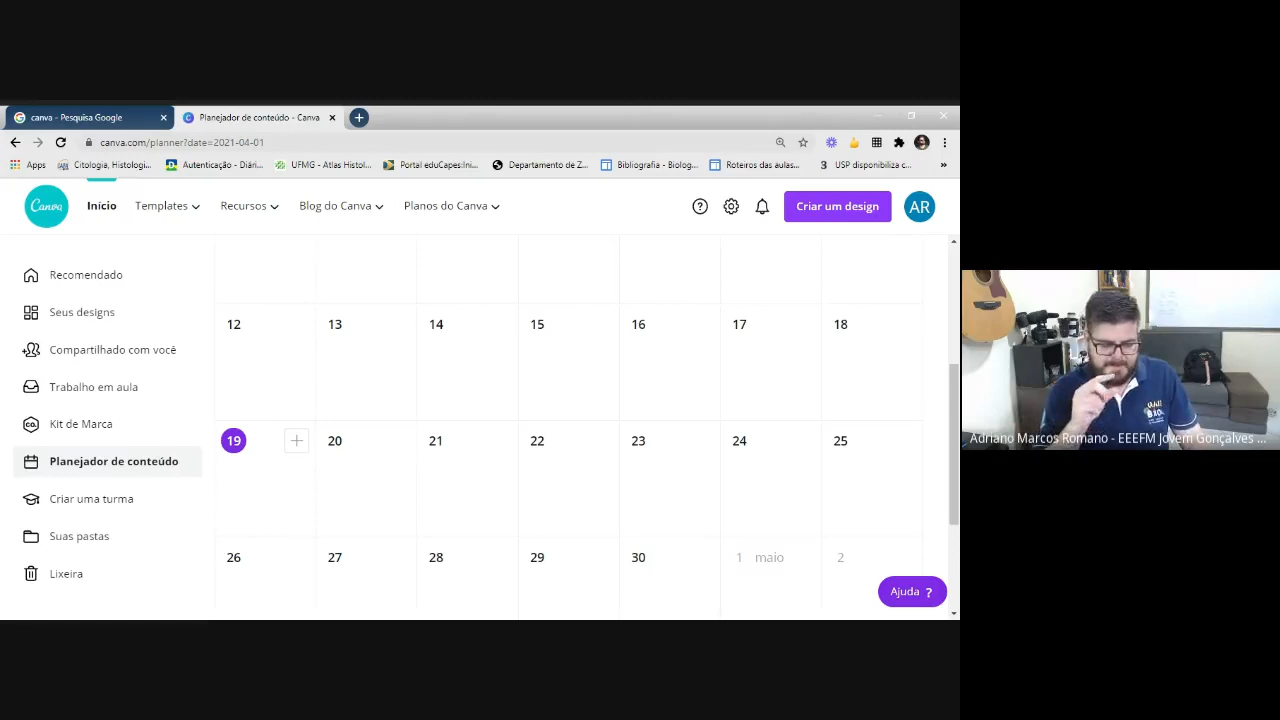 canva - Pesquisa Google
Planejador de conteúdo - Canva
canva.com/planner?date=2021-04-01
Apps
Citologia, Histologi...
Autenticação - Diári...
UFMG - Atlas Histol...
Portal eduCapes:Ini...
Departamento de Z...
Bibliografia - Biolog...
Roteiros das aulas...
USP disponibiliza c...
Canva
Início
Templates
Recursos
Blog do Canva
Planos do Canva
Criar um design
AR
Recomendado
Seus designs
Compartilhado com você
Trabalho em aula
Kit de Marca
Planejador de conteúdo
Criar uma turma
Suas pastas
Lixeira
12 13 14 15 16 17 18
19 20 21 22 23 24 25
26 27 28 29 30 1 maio 2
Ajuda ?
Adriano Marcos Romano - EEEFM Jovem Gonçalves ...